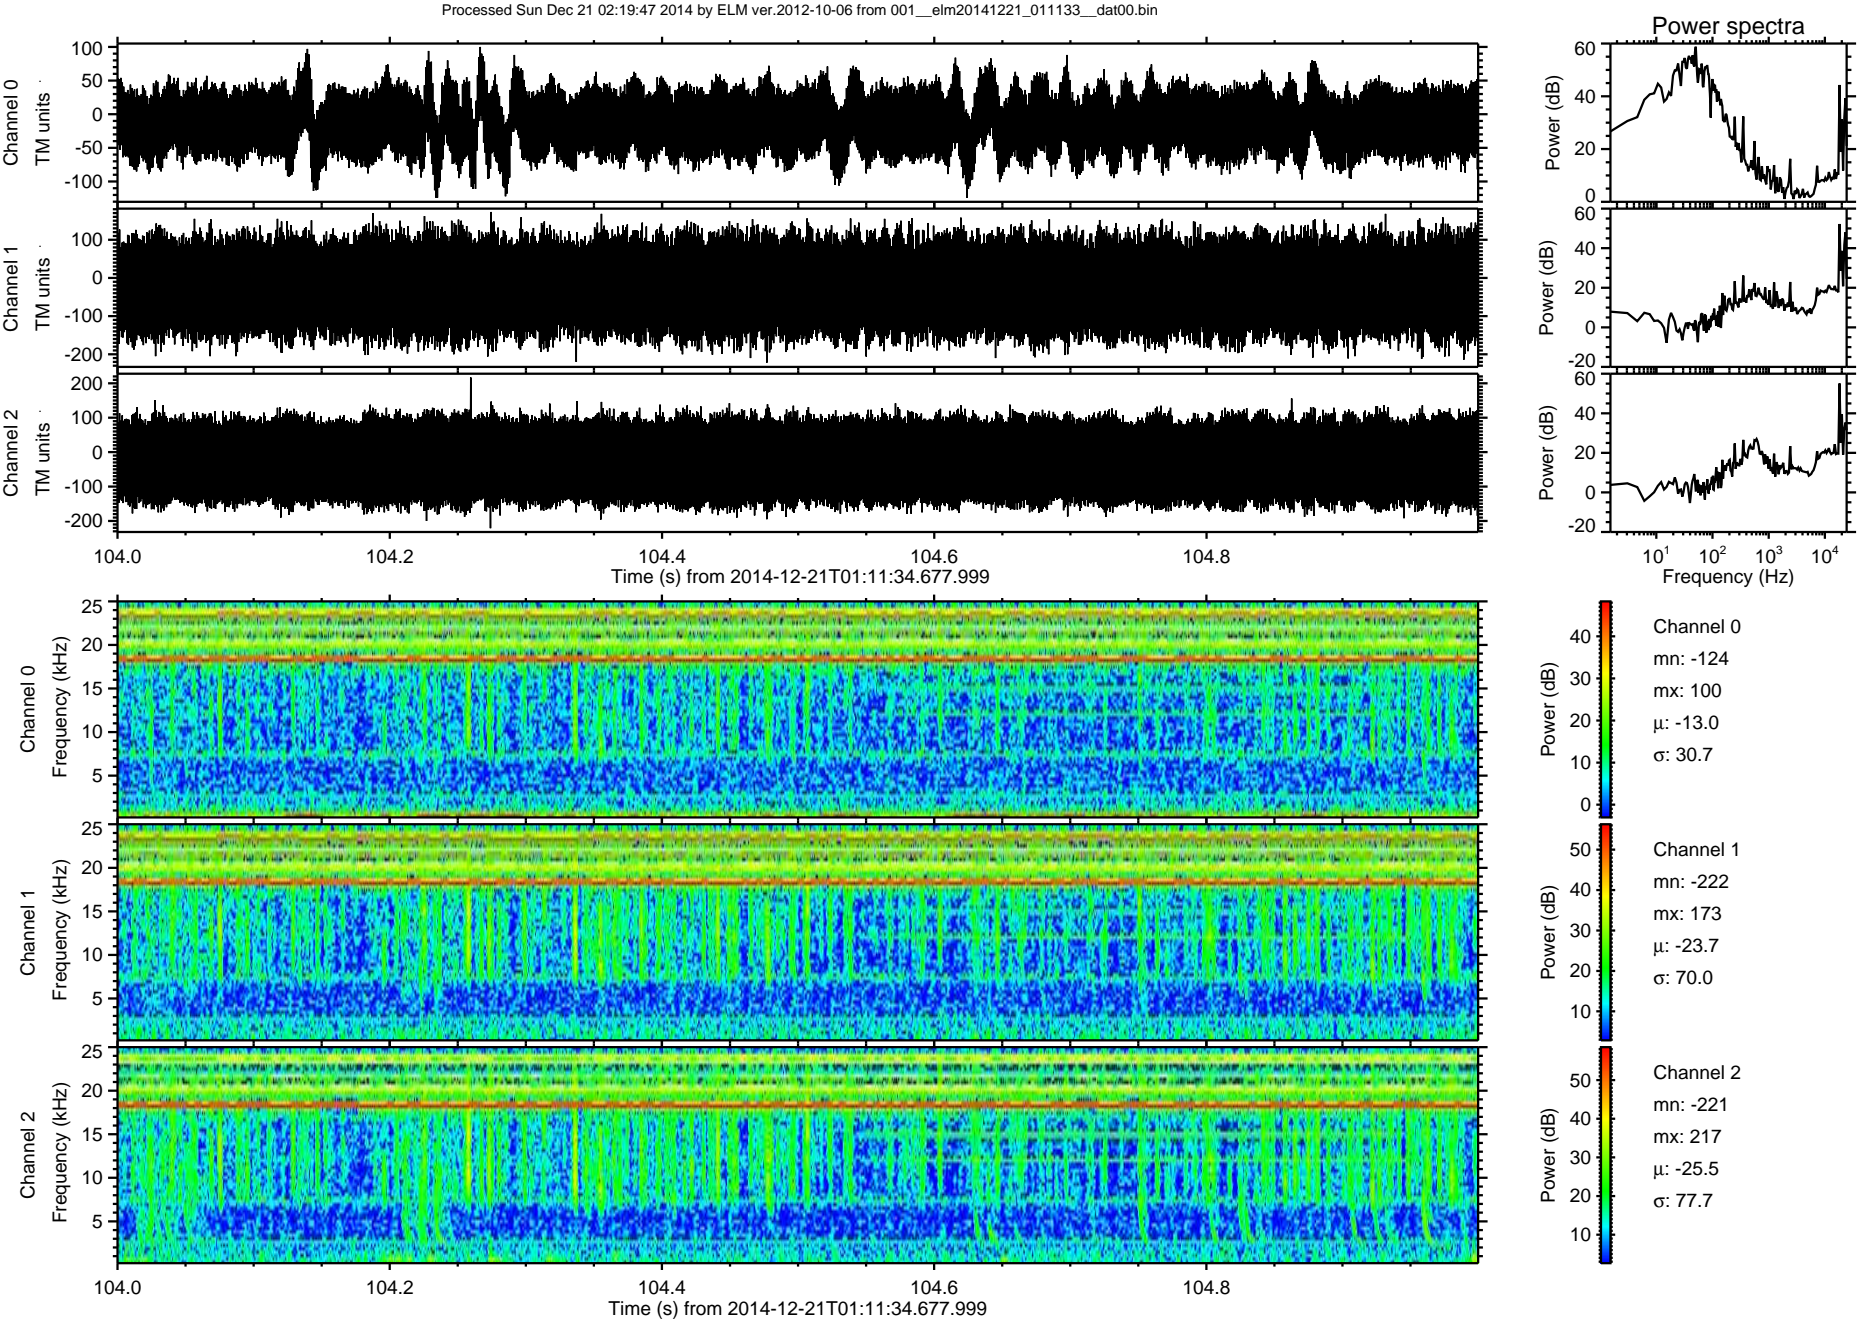 Processed Sun Dec 21 02:19:47 2014 by ELM ver.2012-10-06 from 001__elm20141221_011133__dat00.bin
Power spectra
Channel 0
TM units
100
50
0
-50
-100
Power (dB)
60
40
20
0
Channel 1
TM units
100
0
-100
-200
Power (dB)
60
40
20
0
-20
Channel 2
TM units
200
100
0
-100
-200
Power (dB)
60
40
20
0
-20
104.0 104.2 104.4 104.6 104.8
Time (s) from 2014-12-21T01:11:34.677.999
10¹ 10² 10³ 10⁴
Frequency (Hz)
Channel 0
Frequency (kHz)
25
20
15
10
5
Power (dB)
40
30
20
10
0
Channel 0
mn: -124
mx: 100
μ: -13.0
σ: 30.7
Channel 1
Frequency (kHz)
25
20
15
10
5
Power (dB)
50
40
30
20
10
Channel 1
mn: -222
mx: 173
μ: -23.7
σ: 70.0
Channel 2
Frequency (kHz)
25
20
15
10
5
Power (dB)
50
40
30
20
10
Channel 2
mn: -221
mx: 217
μ: -25.5
σ: 77.7
104.0 104.2 104.4 104.6 104.8
Time (s) from 2014-12-21T01:11:34.677.999